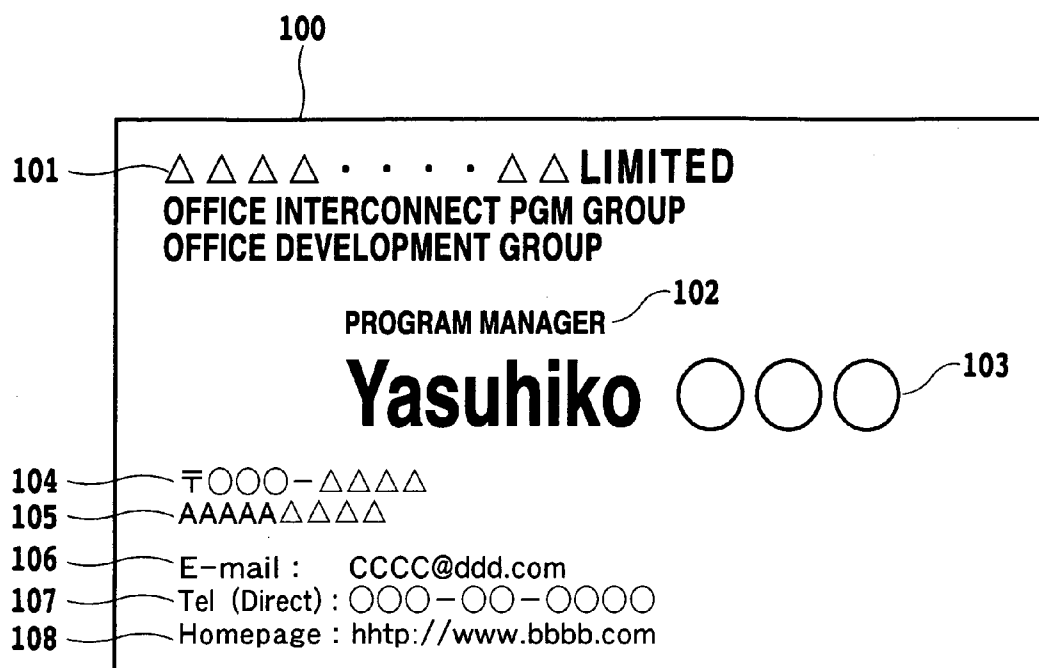 100
101 △△△△・・・・△△LIMITED
OFFICE INTERCONNECT PGM GROUP
OFFICE DEVELOPMENT GROUP
102
PROGRAM MANAGER
Yasuhiko ○○○ 103
104 〒○○○-△△△△
105 AAAAA△△△△
106 E-mail : CCCC@ddd.com
107 Tel (Direct) : ○○○-○○-○○○○
108 Homepage : hhtp://www.bbbb.com